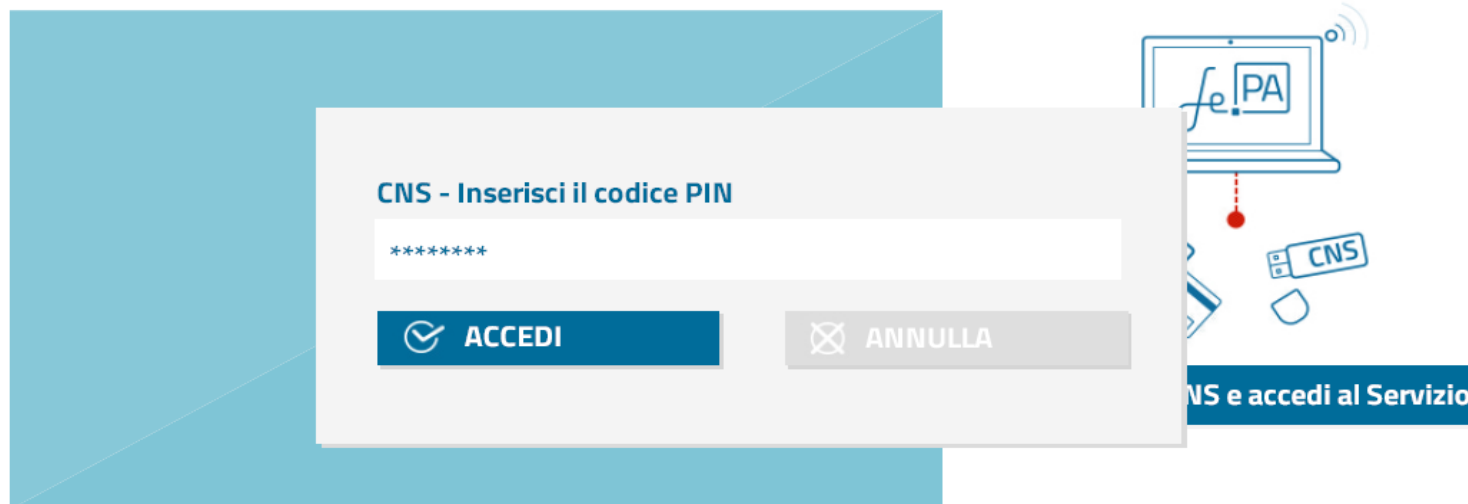 fe.PA
CNS - Inserisci il codice PIN
********
CNS
ACCEDI
ANNULLA
NS e accedi al Servizio